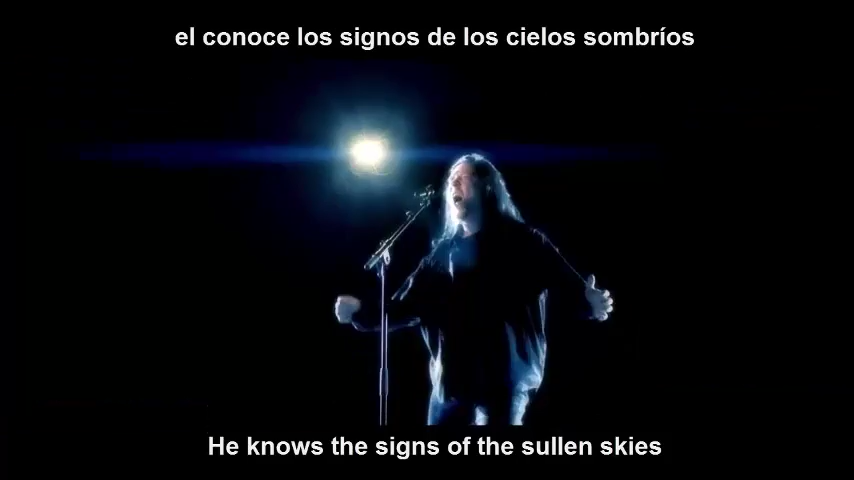 el conoce los signos de los cielos sombríos
He knows the signs of the sullen skies